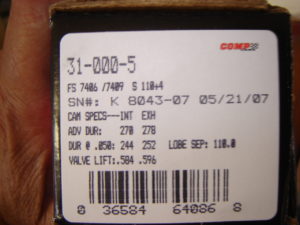 COMP
31-000-5
FS 7406 /7409 S 110+4
SN#: K 8043-07 05/21/07
CAM SPECS---INT EXH
ADV DUR: 270 278
DUR @ .050: 244 252 LOBE SEP: 110.0
VALVE LIFT: .584 .596
0 36584 64086 8